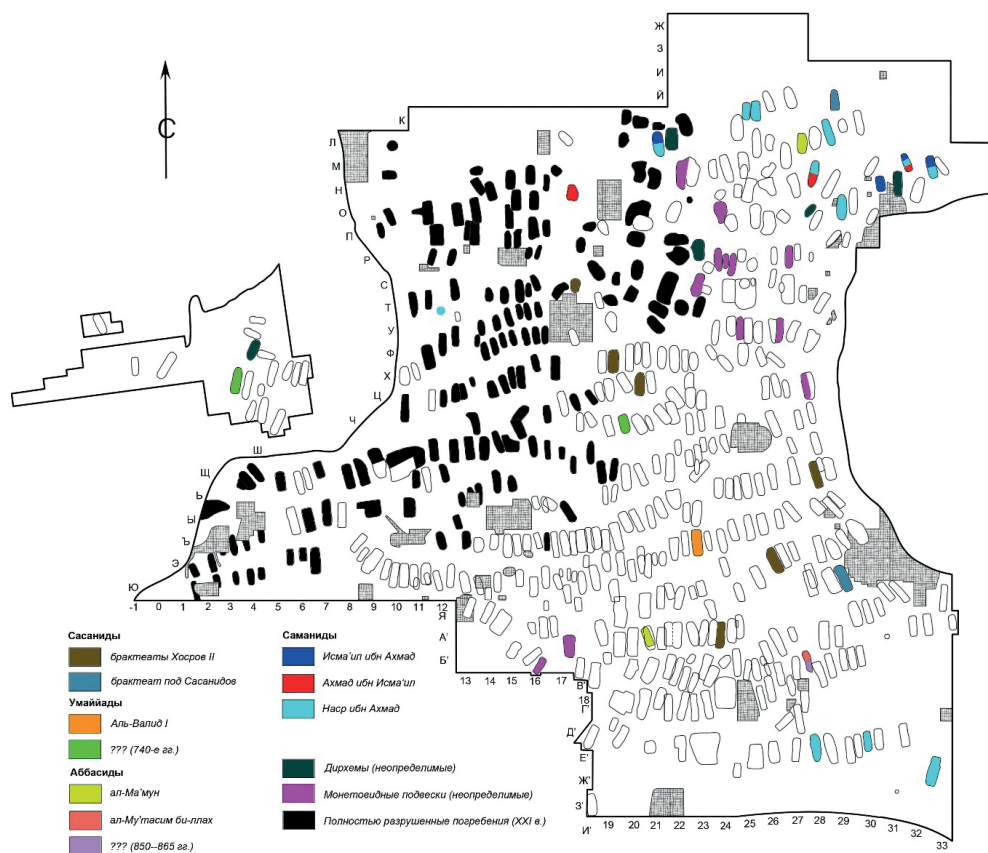 Ж
З
И
Й
К
Л
М
Н
О
П
Р
С
Т
У
Ф
Х
Ц
Ч
Ш
Щ
Ь
Ы
Ъ
Э
Ю
С
-1 0 1 2 3 4 5 6 7 8 9 10 11 12
Я
А'
Б'
13 14 15 16 17
В'
18
Г'
Д'
Е'
Ж'
З'
И'
19 20 21 22 23 24 25 26 27 28 29 30 31 32 33
Сасаниды
брактеаты Хосров II
брактеат под Сасанидов
Умаййады
Аль-Валид I
??? (740-е гг.)
Аббасиды
ал-Ма'мун
ал-Му'тасим би-ллах
??? (850--865 гг.)
Саманиды
Исма'ил ибн Ахмад
Ахмад ибн Исма'ил
Наср ибн Ахмад
Дирхемы (неопределимые)
Монетовидные подвески (неопределимые)
Полностью разрушенные погребения (XXI в.)